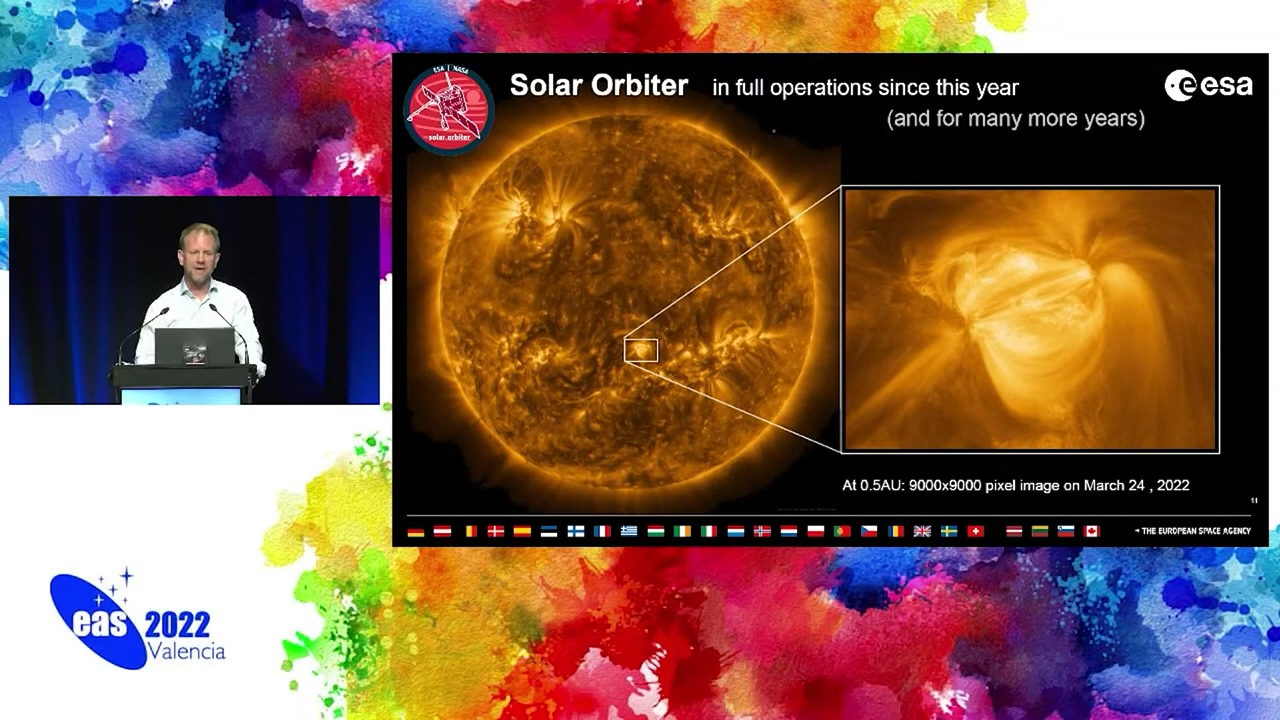 ESA | NASA
solar orbiter
Solar Orbiter in full operations since this year
(and for many more years)
esa
At 0.5AU: 9000x9000 pixel image on March 24 , 2022
11
THE EUROPEAN SPACE AGENCY
eas 2022
Valencia